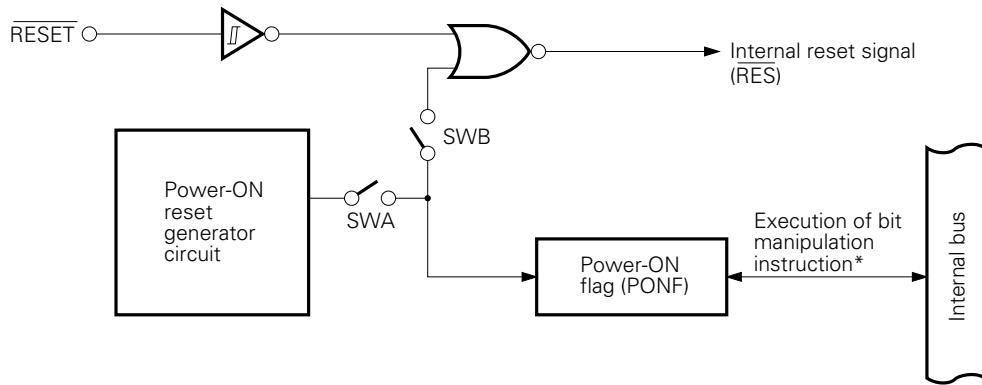 RESET
Internal reset signal
(RES)
SWB
Power-ON
reset
generator
circuit
SWA
Execution of bit
manipulation
instruction*
Power-ON
flag (PONF)
Internal bus